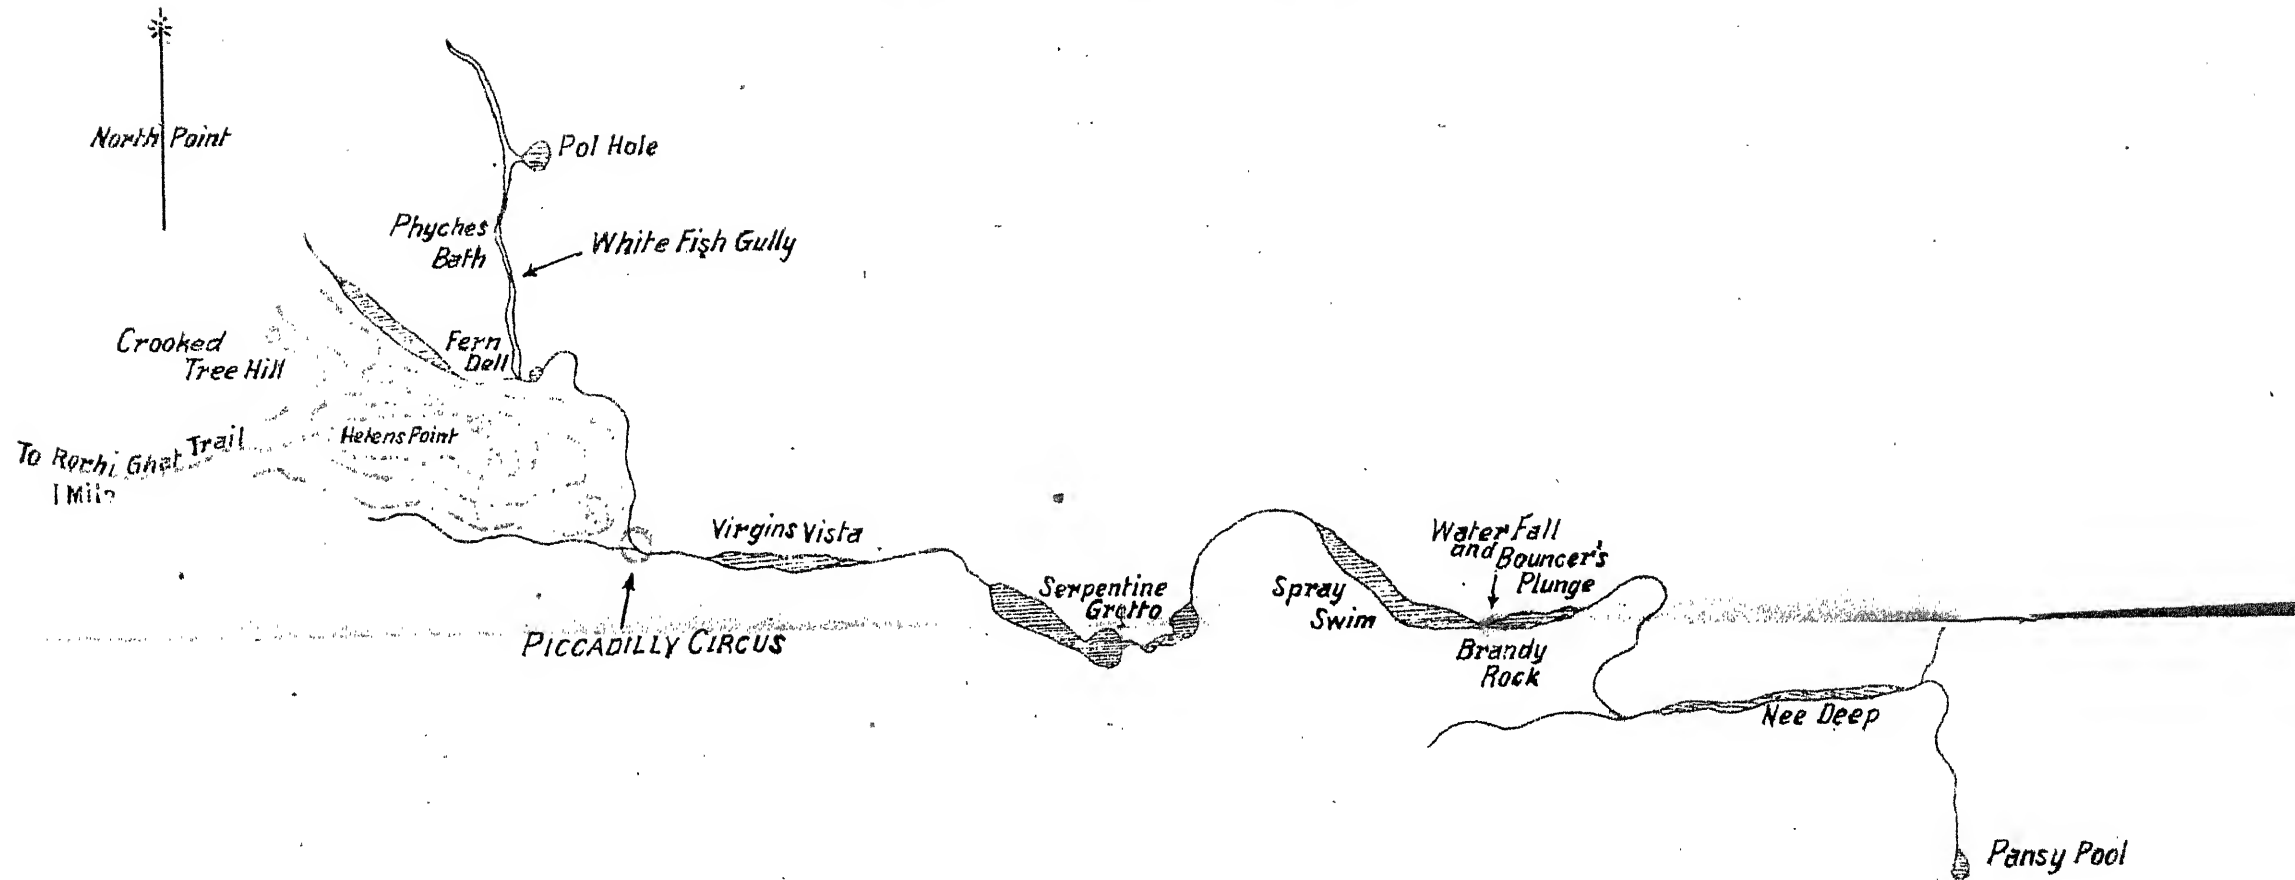 North Point
Pol Hole
Phyches
Bath
White Fish Gully
Crooked
Tree Hill
Fern
Dell
Helens Point
To Rorhi Ghat Trail
1 Mile
Virgins Vista
PICCADILLY CIRCUS
Serpentine
Grotto
Spray
Swim
Water Fall
and Bouncer's
Plunge
Brandy
Rock
Nee Deep
Pansy Pool